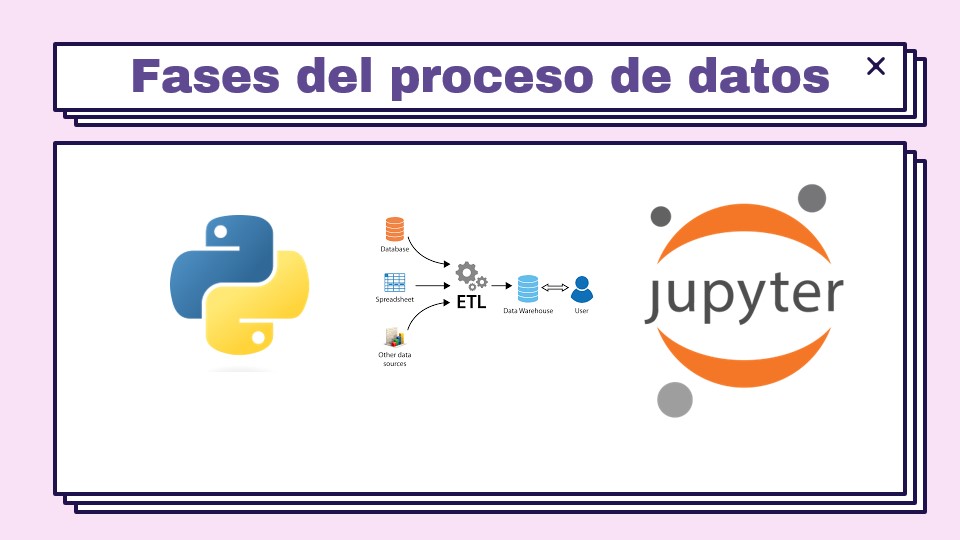 Fases del proceso de datos
Database
Spreadsheet
ETL
Data Warehouse
User
Other data
sources
jupyter